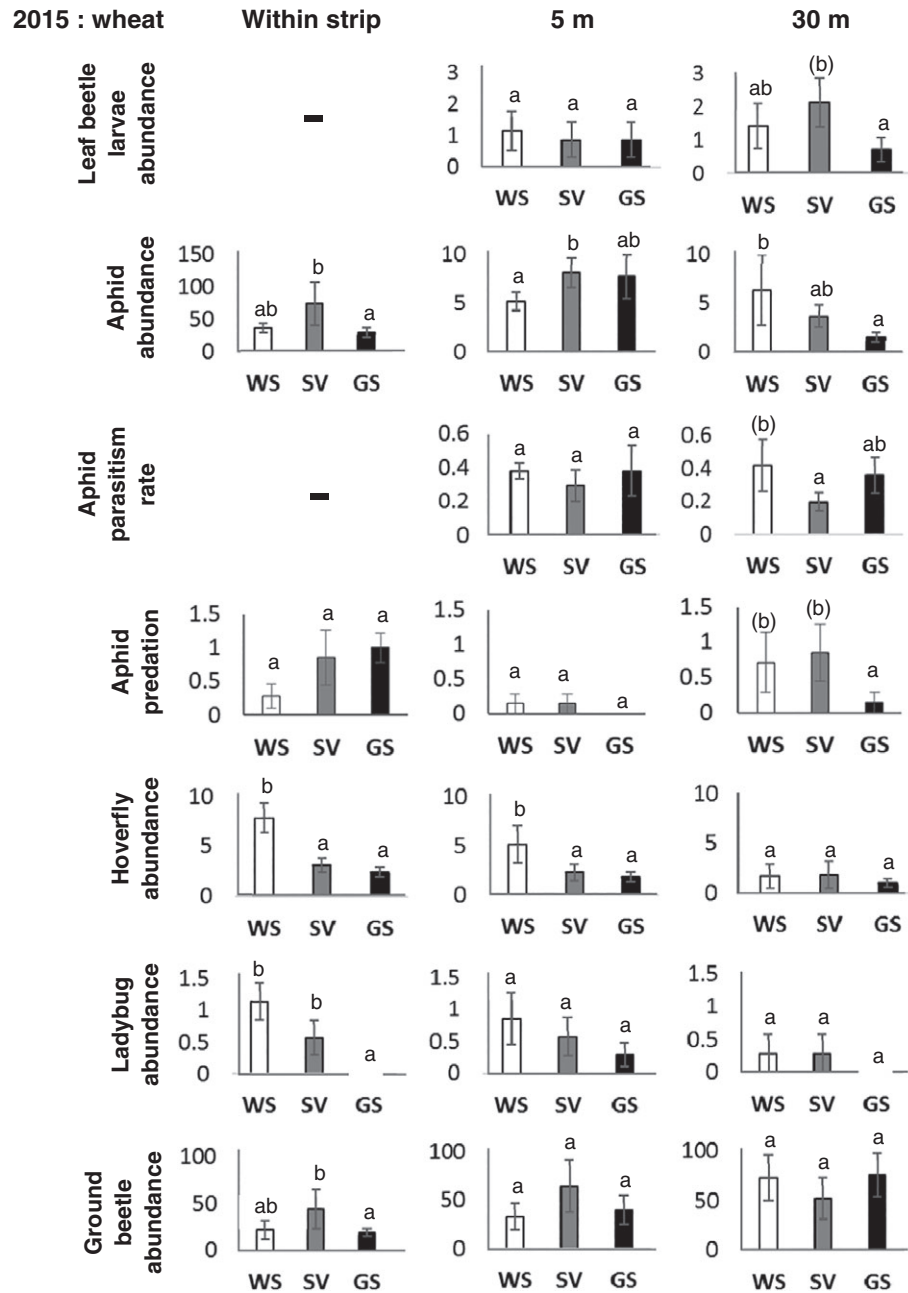 2015 : wheat Within strip 5 m 30 m
Leaf beetle
larvae
abundance
3
2
1
0
a a a
WS SV GS
3
2
1
0
ab (b) a
WS SV GS
Aphid
abundance
150
100
50
0
ab b a
WS SV GS
10
5
0
a b ab
WS SV GS
10
5
0
b ab a
WS SV GS
Aphid
parasitism
rate
0.6
0.4
0.2
0
a a a
WS SV GS
0.6
0.4
0.2
0
(b) a ab
WS SV GS
Aphid
predation
1.5
1
0.5
0
a a a
WS SV GS
1.5
1
0.5
0
a a a
WS SV GS
1.5
1
0.5
0
(b) (b) a
WS SV GS
Hoverfly
abundance
10
5
0
b a a
WS SV GS
10
5
0
b a a
WS SV GS
10
5
0
a a a
WS SV GS
Ladybug
abundance
1.5
1
0.5
0
b b a
WS SV GS
1.5
1
0.5
0
a a a
WS SV GS
1.5
1
0.5
0
a a a
WS SV GS
Ground
beetle
abundance
100
50
0
ab b a
WS SV GS
100
50
0
a a a
WS SV GS
100
50
0
a a a
WS SV GS